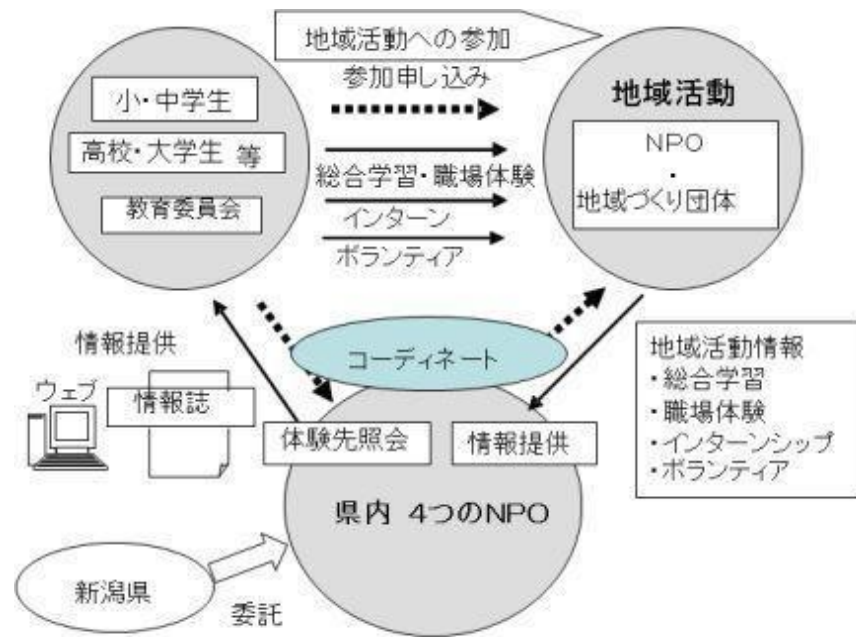 地域活動への参加
参加申し込み
小・中学生
高校・大学生 等
教育委員会
総合学習・職場体験
インターン
ボランティア
地域活動
NPO
・
地域づくり団体
情報提供
ウェブ
情報誌
コーディネート
体験先照会
情報提供
県内 4つのNPO
地域活動情報
・総合学習
・職場体験
・インターンシップ
・ボランティア
新潟県
委託